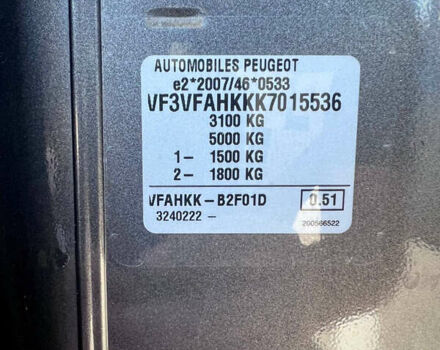 AUTOMOBILES PEUGEOT
e2*2007/46*0533
VF3VFAHKKK7015536
3100 KG
5000 KG
1- 1500 KG
2- 1800 KG
VFAHKK-B2F01D 0.51
3240222 - 200566522